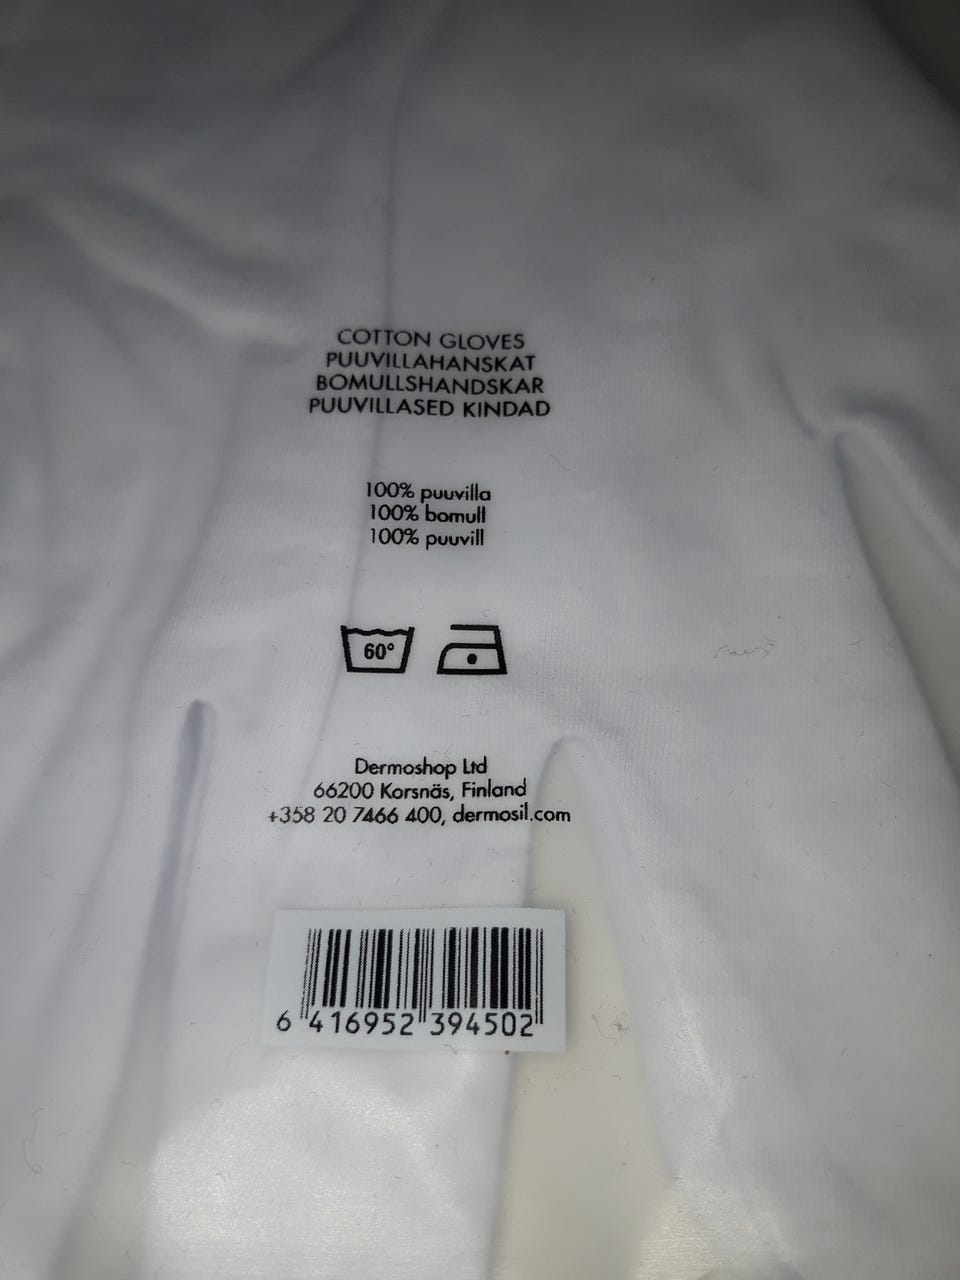 COTTON GLOVES
PUUVILLAHANSKAT
BOMULLSHANDSKAR
PUUVILLASED KINDAD
100% puuvilla
100% bomull
100% puuvill
60°
Dermoshop Ltd
66200 Korsnäs, Finland
+358 20 7466 400, dermosil.com
6 416952 394502